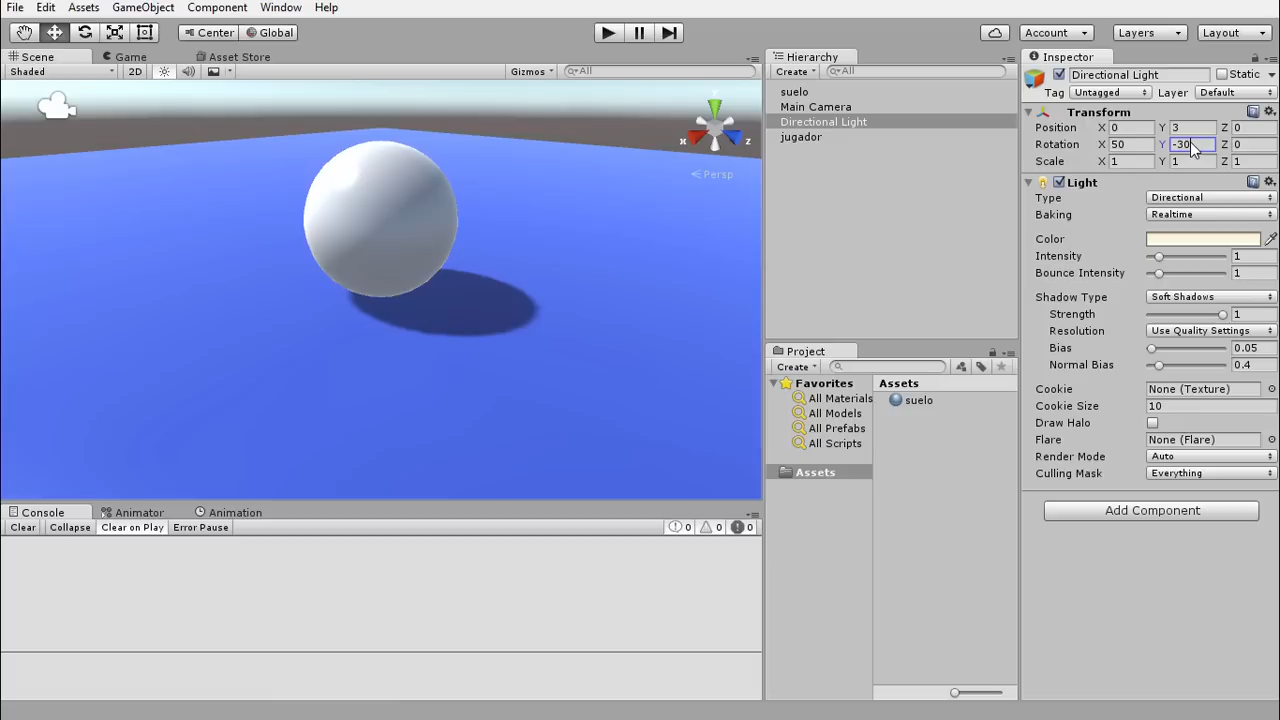 File Edit Assets GameObject Component Window Help
Center Global Account Layers Layout
Scene Game Asset Store
Shaded 2D Gizmos All
x z
Persp
Hierarchy
Create All
suelo
Main Camera
Directional Light
jugador
Project
Create
Favorites
All Materials
All Models
All Prefabs
All Scripts
Assets
Assets
suelo
Console Animator Animation
Clear Collapse Clear on Play Error Pause 0 0 0
Inspector
Directional Light Static
Tag Untagged Layer Default
Transform
Position X 0 Y 3 Z 0
Rotation X 50 Y -30 Z 0
Scale X 1 Y 1 Z 1
Light
Type Directional
Baking Realtime
Color
Intensity 1
Bounce Intensity 1
Shadow Type Soft Shadows
Strength 1
Resolution Use Quality Settings
Bias 0.05
Normal Bias 0.4
Cookie None (Texture)
Cookie Size 10
Draw Halo
Flare None (Flare)
Render Mode Auto
Culling Mask Everything
Add Component